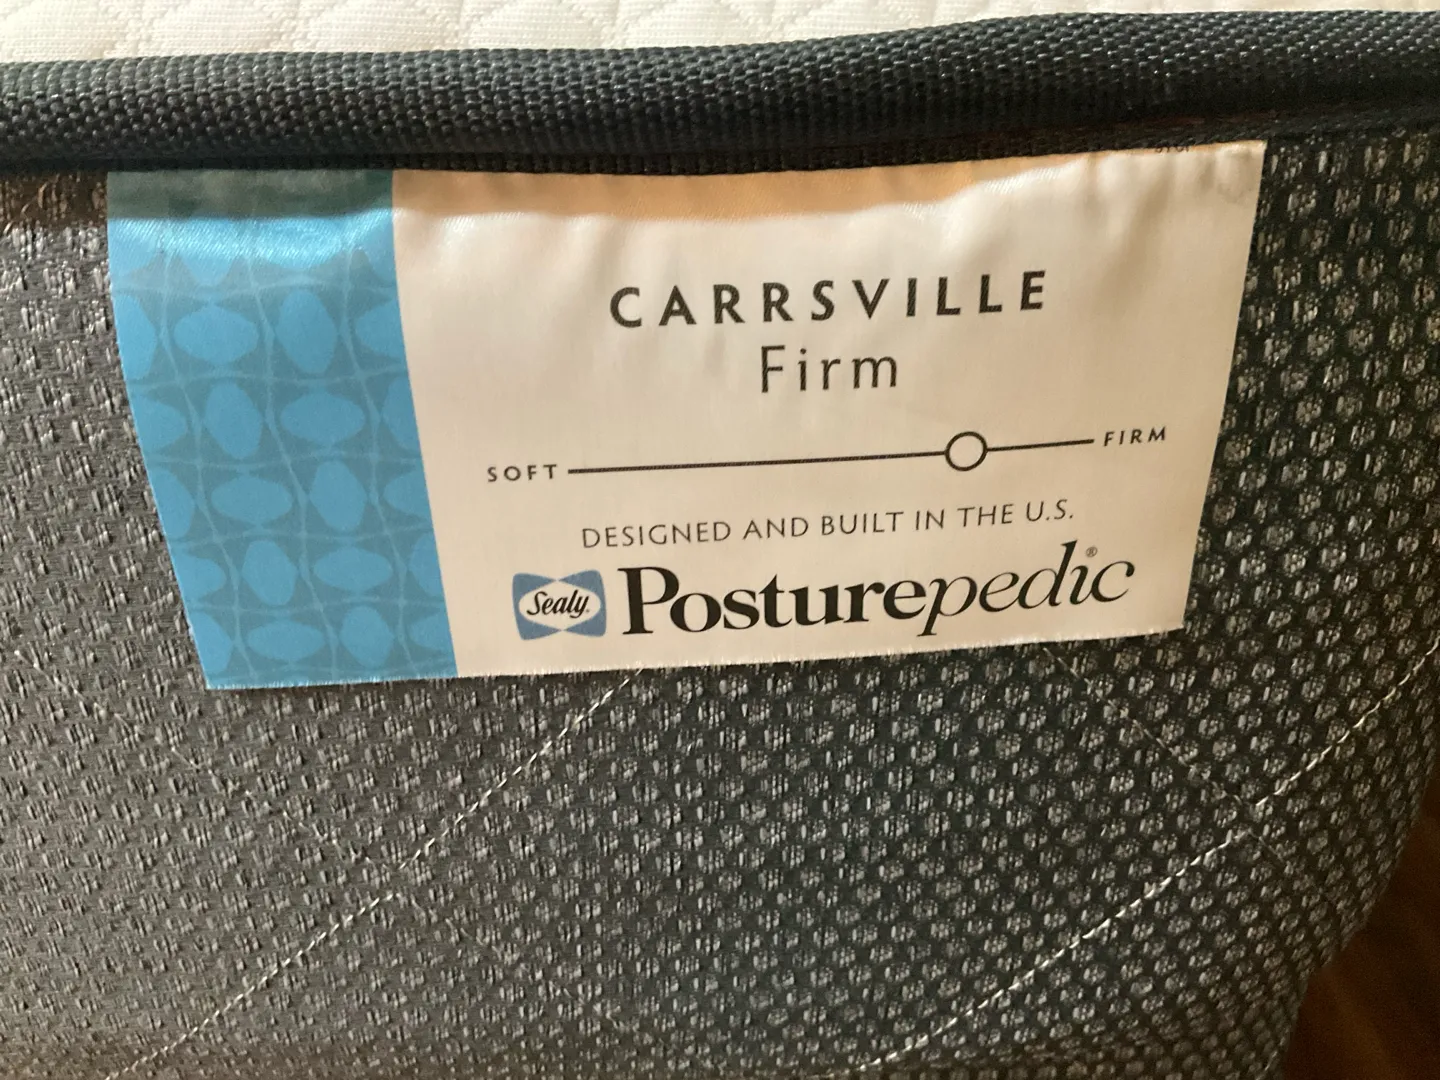 CARRSVILLE
Firm
SOFT FIRM
DESIGNED AND BUILT IN THE U.S.
Sealy Posturepedic®